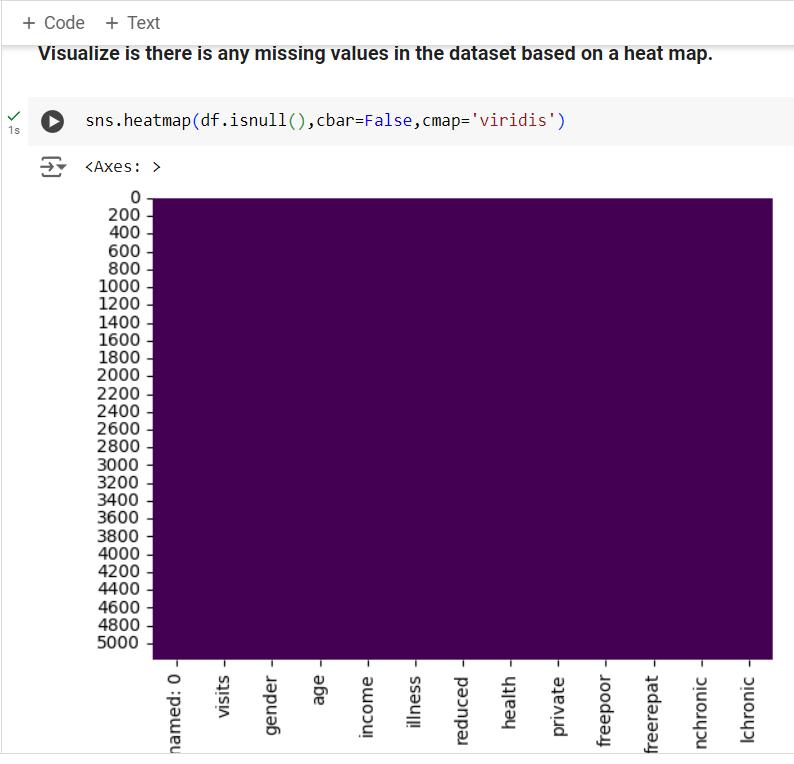 + Code + Text
Visualize is there is any missing values in the dataset based on a heat map.
1s
sns.heatmap(df.isnull(),cbar=False,cmap='viridis')
<Axes: >
0
200
400
600
800
1000
1200
1400
1600
1800
2000
2200
2400
2600
2800
3000
3200
3400
3600
3800
4000
4200
4400
4600
4800
5000
named: 0
visits
gender
age
income
illness
reduced
health
private
freepoor
freerepat
nchronic
lchronic